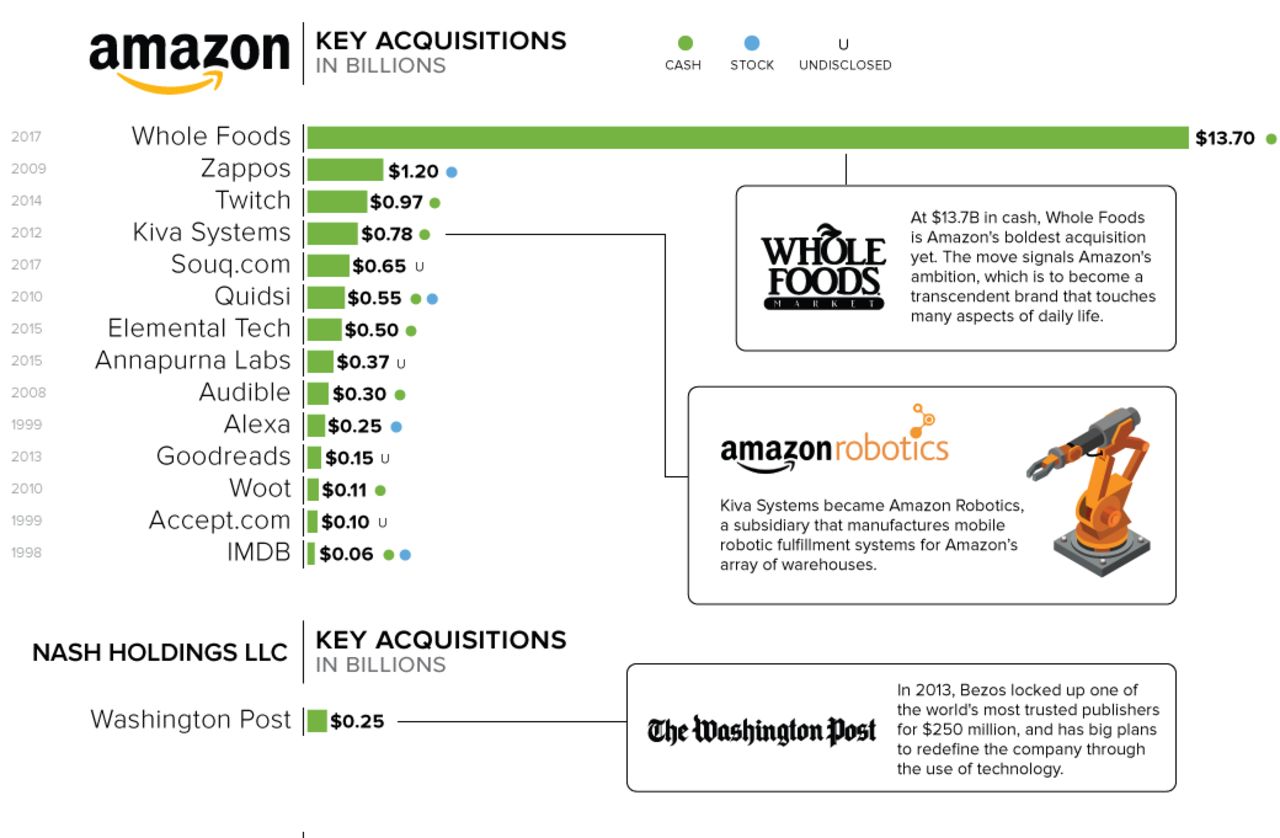 amazon
KEY ACQUISITIONS
IN BILLIONS
CASH
STOCK
U
UNDISCLOSED
2017 Whole Foods $13.70
2009 Zappos $1.20
2014 Twitch $0.97
2012 Kiva Systems $0.78
2017 Souq.com $0.65 U
2010 Quidsi $0.55
2015 Elemental Tech $0.50
2015 Annapurna Labs $0.37 U
2008 Audible $0.30
1999 Alexa $0.25
2013 Goodreads $0.15 U
2010 Woot $0.11
1999 Accept.com $0.10 U
1998 IMDB $0.06
WHOLE
FOODS
MARKET
At $13.7B in cash, Whole Foods
is Amazon's boldest acquisition
yet. The move signals Amazon's
ambition, which is to become a
transcendent brand that touches
many aspects of daily life.
amazonrobotics
Kiva Systems became Amazon Robotics,
a subsidiary that manufactures mobile
robotic fulfillment systems for Amazon's
array of warehouses.
NASH HOLDINGS LLC
KEY ACQUISITIONS
IN BILLIONS
Washington Post $0.25
The Washington Post
In 2013, Bezos locked up one of
the world's most trusted publishers
for $250 million, and has big plans
to redefine the company through
the use of technology.